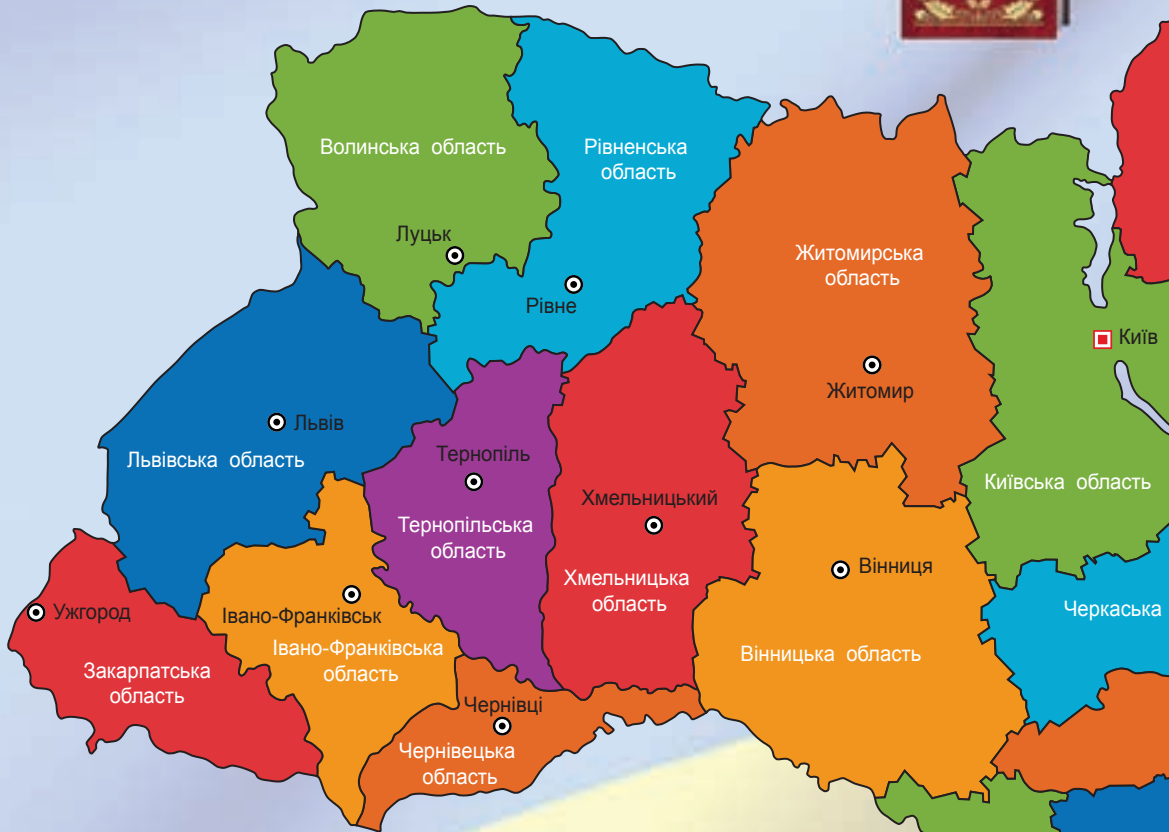 Волинська область
Рівненська
область
Луцьк
Рівне
Житомирська
область
Київ
Житомир
Львів
Львівська область
Тернопіль
Тернопільська
область
Хмельницький
Хмельницька
область
Київська область
Вінниця
Вінницька область
Черкаська
Ужгород
Закарпатська
область
Івано-Франківськ
Івано-Франківська
область
Чернівці
Чернівецька
область